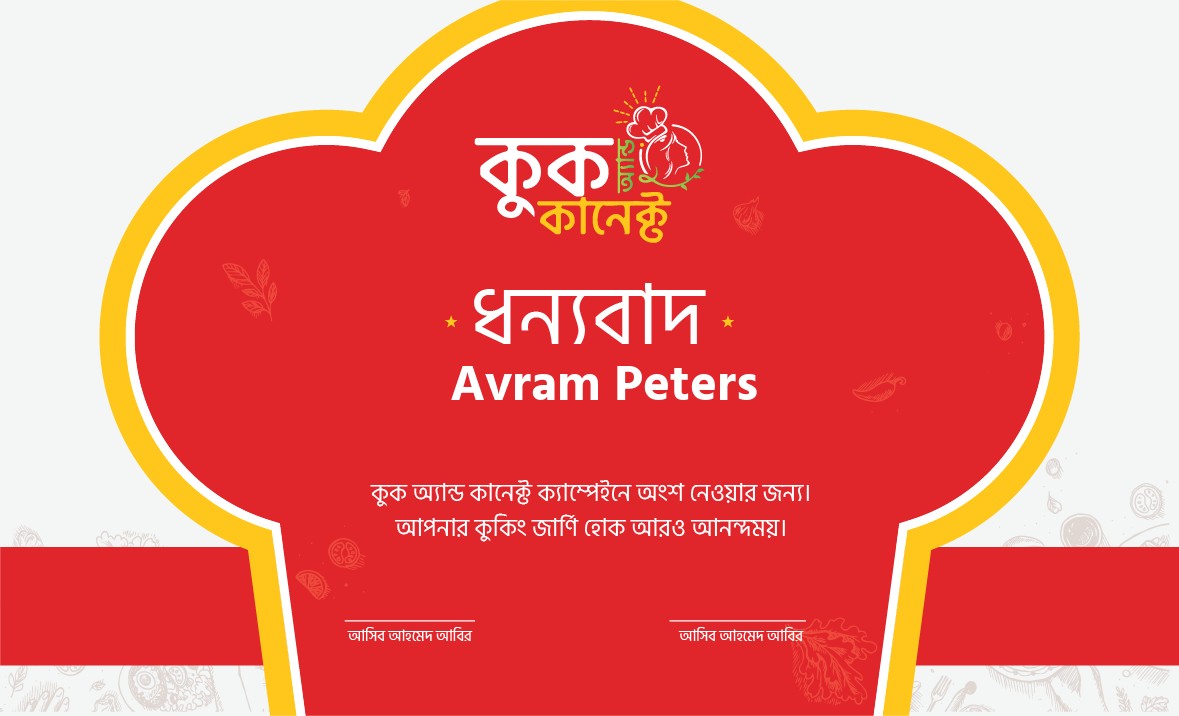 কুক অ্যান্ড
কানেক্ট
ধন্যবাদ
Avram Peters
কুক অ্যান্ড কানেক্ট ক্যাম্পেইনে অংশ নেওয়ার জন্য।
আপনার কুকিং জার্ণি হোক আরও আনন্দময়।
আসিব আহমেদ আবির আসিব আহমেদ আবির